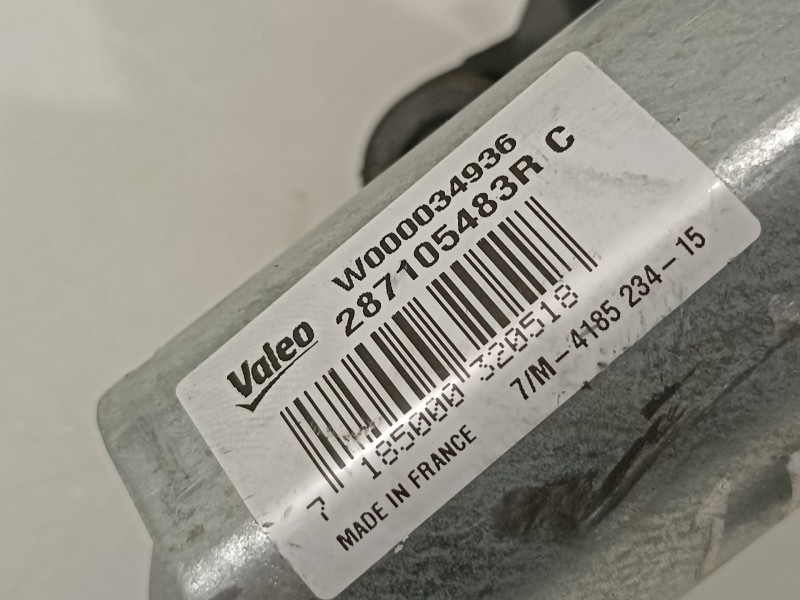 W000034936
287105483R C
Valeo
7 185000 320518
7/M-4185 234-15
MADE IN FRANCE